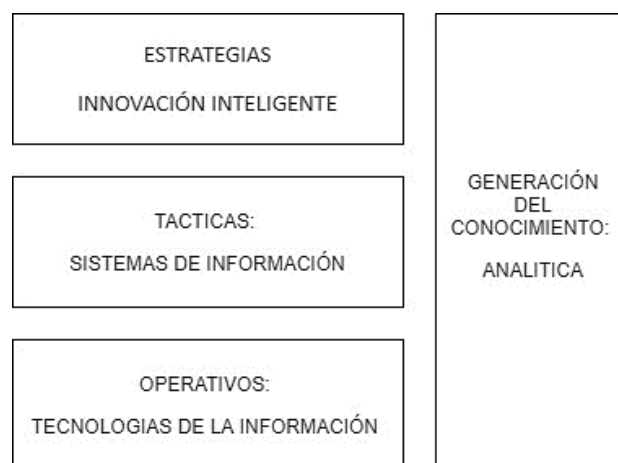 ESTRATEGIAS
INNOVACIÓN INTELIGENTE
TACTICAS:
SISTEMAS DE INFORMACIÓN
OPERATIVOS:
TECNOLOGIAS DE LA INFORMACIÓN
GENERACIÓN
DEL
CONOCIMIENTO:
ANALITICA